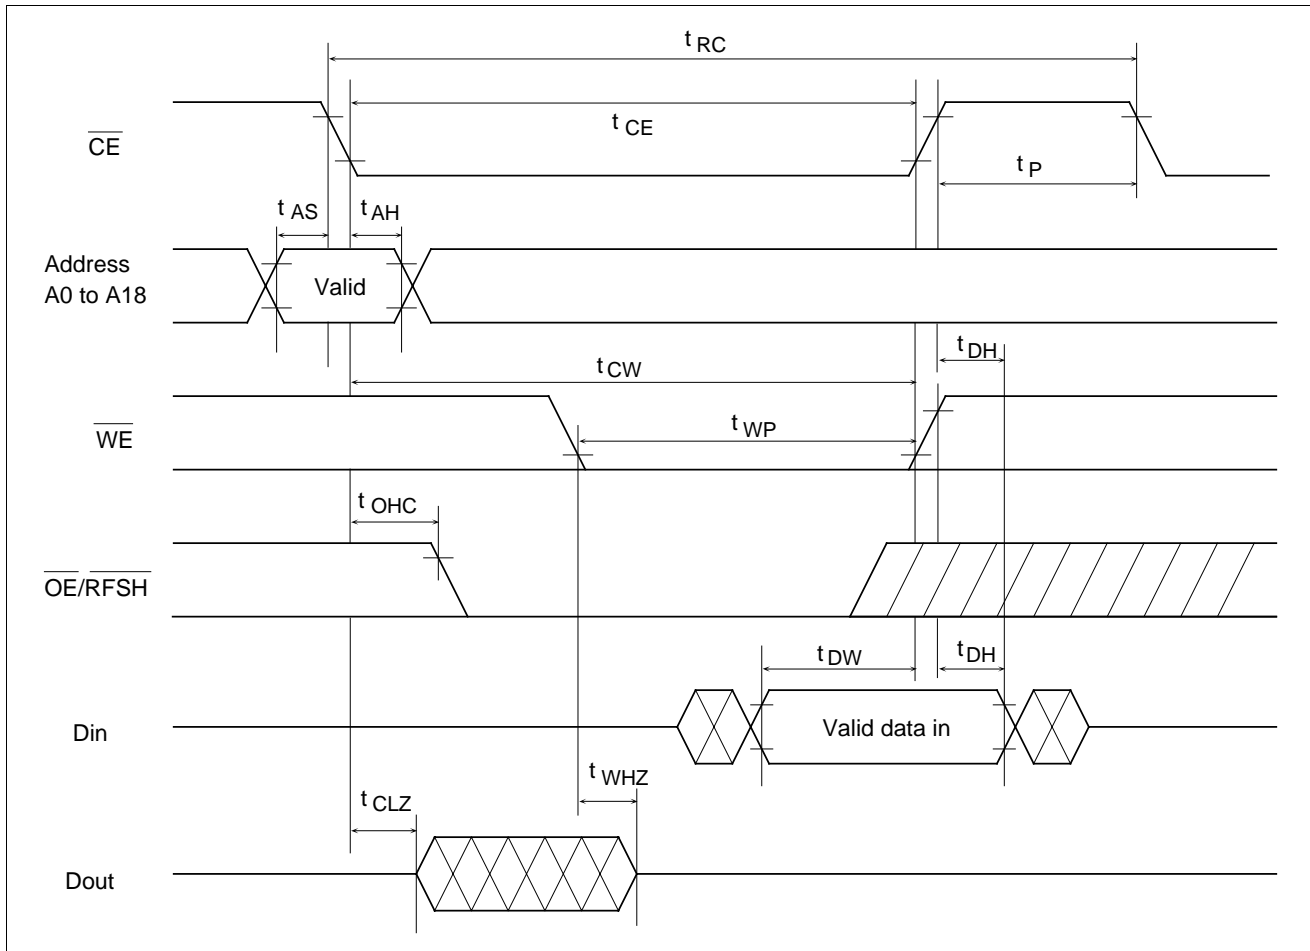 t RC
t CE
CE
t P
t AS
t AH
Address
A0 to A18
Valid
t DH
t CW
t WP
WE
t OHC
OE/RFSH
t DW
t DH
Din
Valid data in
t WHZ
t CLZ
Dout